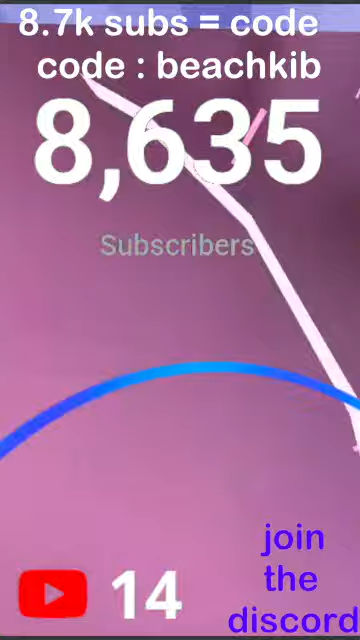 8.7k subs = code
code : beachkib
8,635
Subscribers
14
join
the
discord